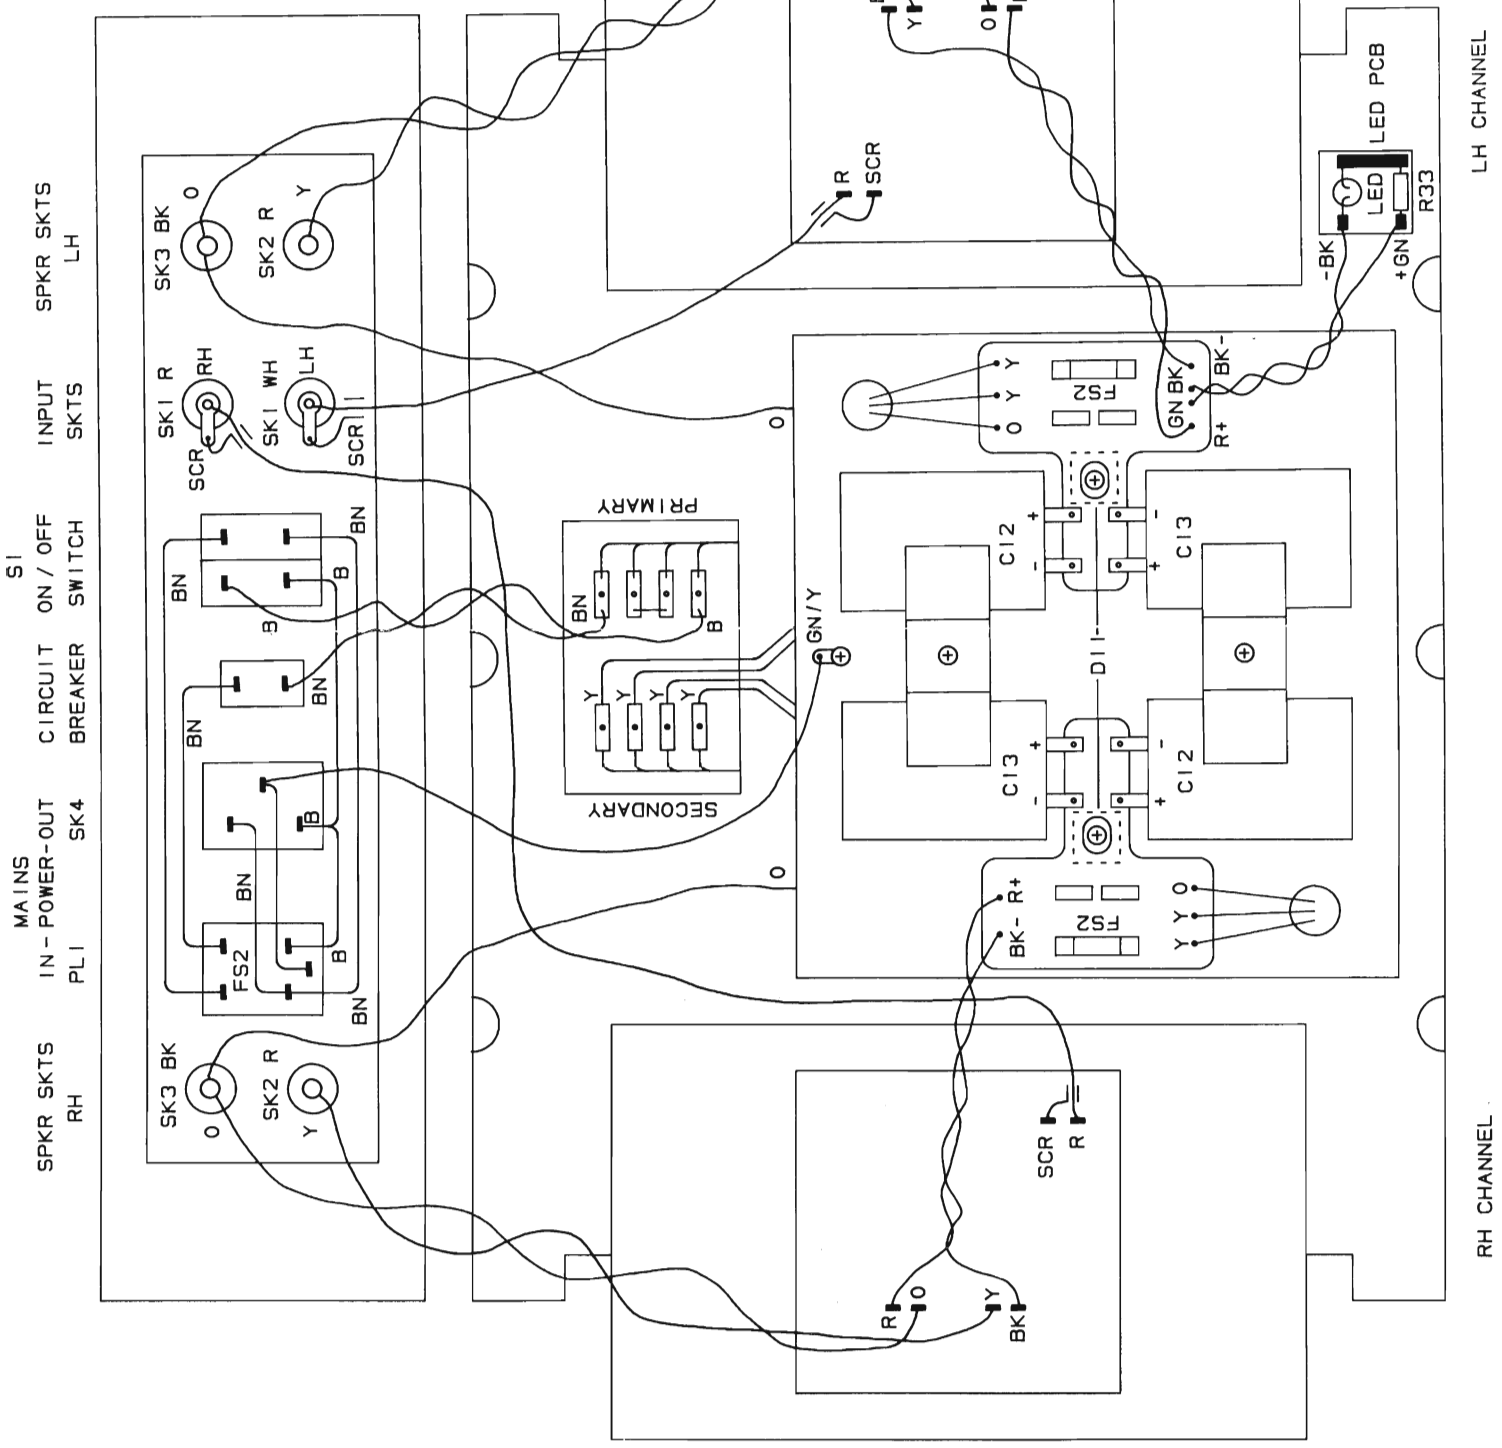 SPKR SKTS
RH
MAINS
IN-POWER-OUT
PL1
SK4
CIRCUIT
BREAKER
S1
ON/OFF
SWITCH
INPUT
SKTS
SPKR SKTS
LH
SK3 BK
O
SK2 R
Y
FS2
B
BN
BN
B
BN
BN
BN
B
B
BN
SCR
SK1 R
RH
SK1 WH
LH
SCR
SK3 BK
O
SK2 R
Y
SECONDARY
Y
Y
Y
Y
PRIMARY
BN
B
O
O
GN/Y
R
SCR
Y
O
R
O
Y
BK
SCR
R
BK-
R+
FS2
Y
Y
O
C13
-
+
C12
+
-
D11
C12
-
+
C13
+
-
O
Y
Y
FS2
R+
GN
BK
BK-
-BK
+GN
LED
R33
LED PCB
RH CHANNEL
LH CHANNEL